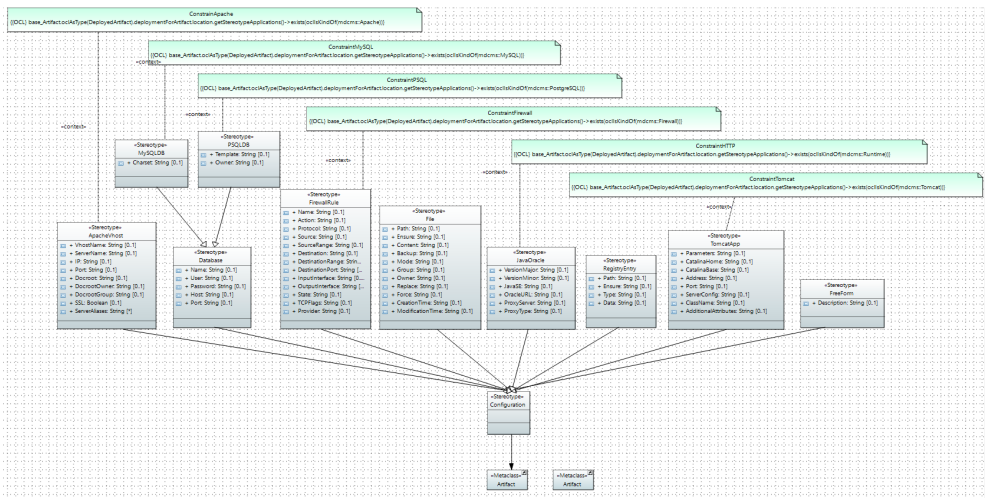 ConstrainApache
{{OCL} base_Artifact.oclAsType(DeployedArtifact).deploymentForArtifact.location.getStereotypeApplications()->exists(oclIsKindOf(mdcms::Apache))}
ConstraintMySQL
{{OCL} base_Artifact.oclAsType(DeployedArtifact).deploymentForArtifact.location.getStereotypeApplications()->exists(oclIsKindOf(mdcms::MySQL))}
«context»
ConstraintPSQL
{{OCL} base_Artifact.oclAsType(DeployedArtifact).deploymentForArtifact.location.getStereotypeApplications()->exists(oclIsKindOf(mdcms::PostgreSQL))}
«context»
ConstraintFirewall
{{OCL} base_Artifact.oclAsType(DeployedArtifact).deploymentForArtifact.location.getStereotypeApplications()->exists(oclIsKindOf(mdcms::Firewall))}
«context»
ConstraintHTTP
{{OCL} base_Artifact.oclAsType(DeployedArtifact).deploymentForArtifact.location.getStereotypeApplications()->exists(oclIsKindOf(mdcms::Runtime))}
«context»
«context»
ConstraintTomcat
{{OCL} base_Artifact.oclAsType(DeployedArtifact).deploymentForArtifact.location.getStereotypeApplications()->exists(oclIsKindOf(mdcms::Tomcat))}
«context»
«Stereotype»
MySQLDB
+ Charset: String [0..1]
«Stereotype»
PSQLDB
+ Template: String [0..1]
+ Owner: String [0..1]
«Stereotype»
ApacheVhost
+ VhostName: String [0..1]
+ ServerName: String [0..1]
+ IP: String [0..1]
+ Port: String [0..1]
+ Docroot: String [0..1]
+ DocrootOwner: String [0..1]
+ DocrootGroup: String [0..1]
+ SSL: Boolean [0..1]
+ ServerAliases: String [*]
«Stereotype»
Database
+ Name: String [0..1]
+ User: String [0..1]
+ Password: String [0..1]
+ Host: String [0..1]
+ Port: String [0..1]
«Stereotype»
FirewallRule
+ Name: String [0..1]
+ Action: String [0..1]
+ Protocol: String [0..1]
+ Source: String [0..1]
+ SourceRange: String [0..1]
+ Destination: String [0..1]
+ DestinationRange: Strin...
+ DestinationPort: String [...
+ InputInterface: String [0...
+ OutputInterface: String [...
+ State: String [0..1]
+ TCPFlags: String [0..1]
+ Provider: String [0..1]
«Stereotype»
File
+ Path: String [0..1]
+ Ensure: String [0..1]
+ Content: String [0..1]
+ Backup: String [0..1]
+ Mode: String [0..1]
+ Group: String [0..1]
+ Owner: String [0..1]
+ Replace: String [0..1]
+ Force: String [0..1]
+ CreationTime: String [0..1]
+ ModificationTime: String [0..1]
«Stereotype»
JavaOracle
+ VersionMajor: String [0..1]
+ VersionMinor: String [0..1]
+ JavaSE: String [0..1]
+ OracleURL: String [0..1]
+ ProxyServer: String [0..1]
+ ProxyType: String [0..1]
«Stereotype»
RegistryEntry
+ Path: String [0..1]
+ Ensure: String [0..1]
+ Type: String [0..1]
+ Data: String [0..1]
«Stereotype»
TomcatApp
+ Parameters: String [0..1]
+ CatalinaHome: String [0..1]
+ CatalinaBase: String [0..1]
+ Address: String [0..1]
+ Port: String [0..1]
+ ServerConfig: String [0..1]
+ ClassName: String [0..1]
+ AdditionalAttributes: String [0..1]
«Stereotype»
FreeForm
+ Description: String [0..1]
«Stereotype»
Configuration
«Metaclass»
Artifact
«Metaclass»
Artifact